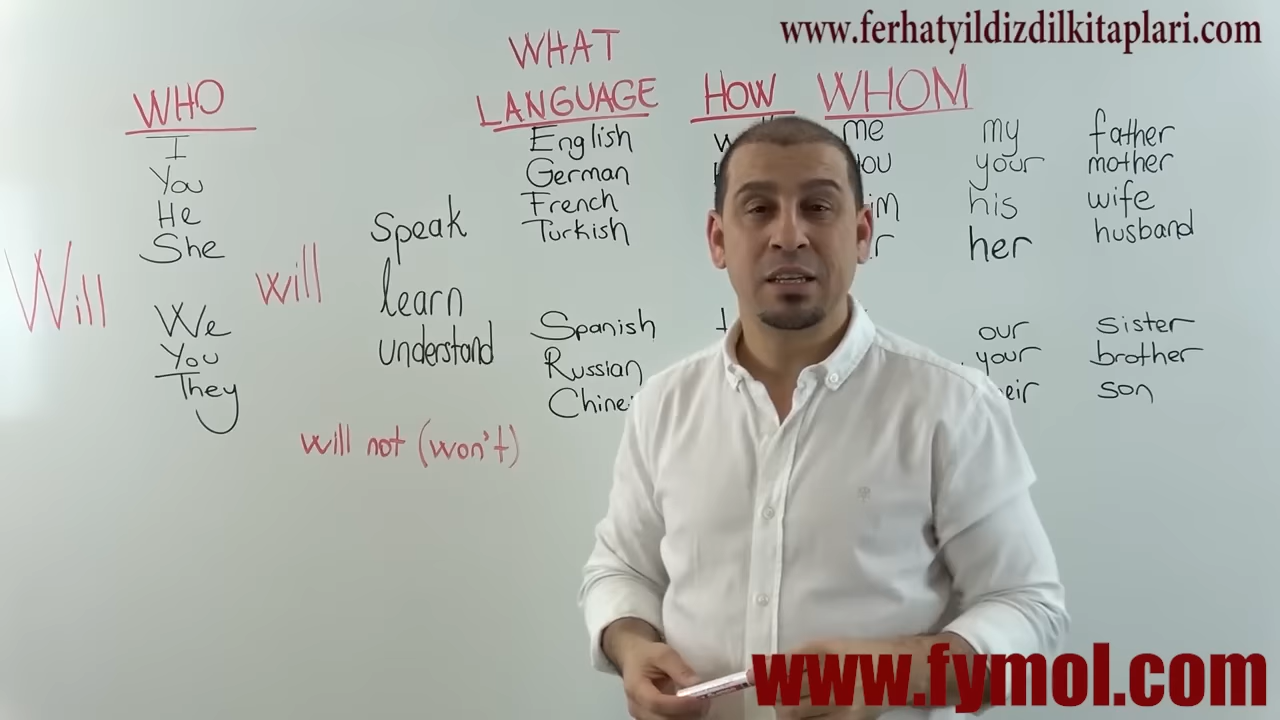 www.ferhatyildizdilkitaplari.com
WHAT
WHO LANGUAGE HOW WHOM
I English me my father
You German your mother
He French his wife
She Turkish her husband
speak
Will will
learn
We Spanish our sister
understand
You Russian your brother
They son
will not (won't)
www.fymol.com